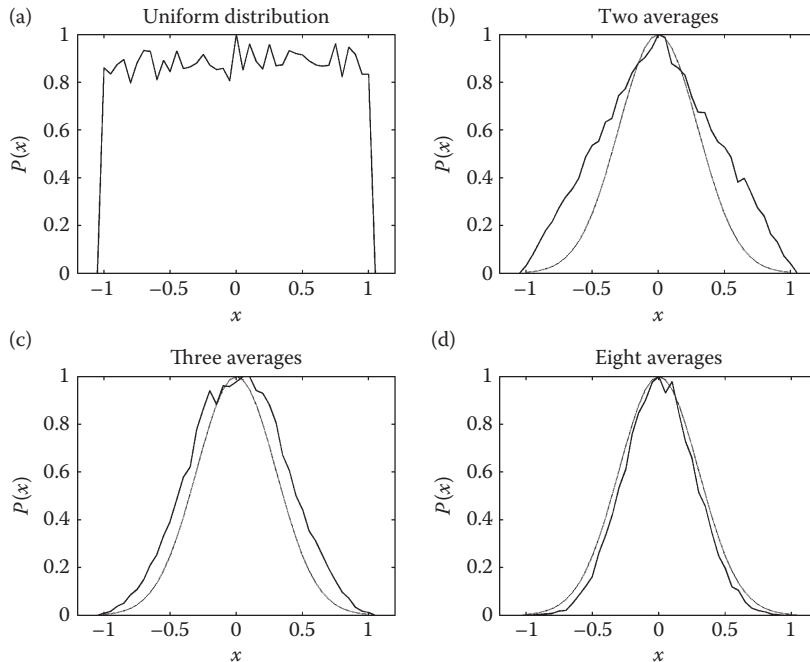 (a)
Uniform distribution
1
0.8
0.6
0.4
0.2
0
P(x)
−1 −0.5 0 0.5 1
x
(b)
Two averages
1
0.8
0.6
0.4
0.2
0
P(x)
−1 −0.5 0 0.5 1
x
(c)
Three averages
1
0.8
0.6
0.4
0.2
0
P(x)
−1 −0.5 0 0.5 1
x
(d)
Eight averages
1
0.8
0.6
0.4
0.2
0
P(x)
−1 −0.5 0 0.5 1
x